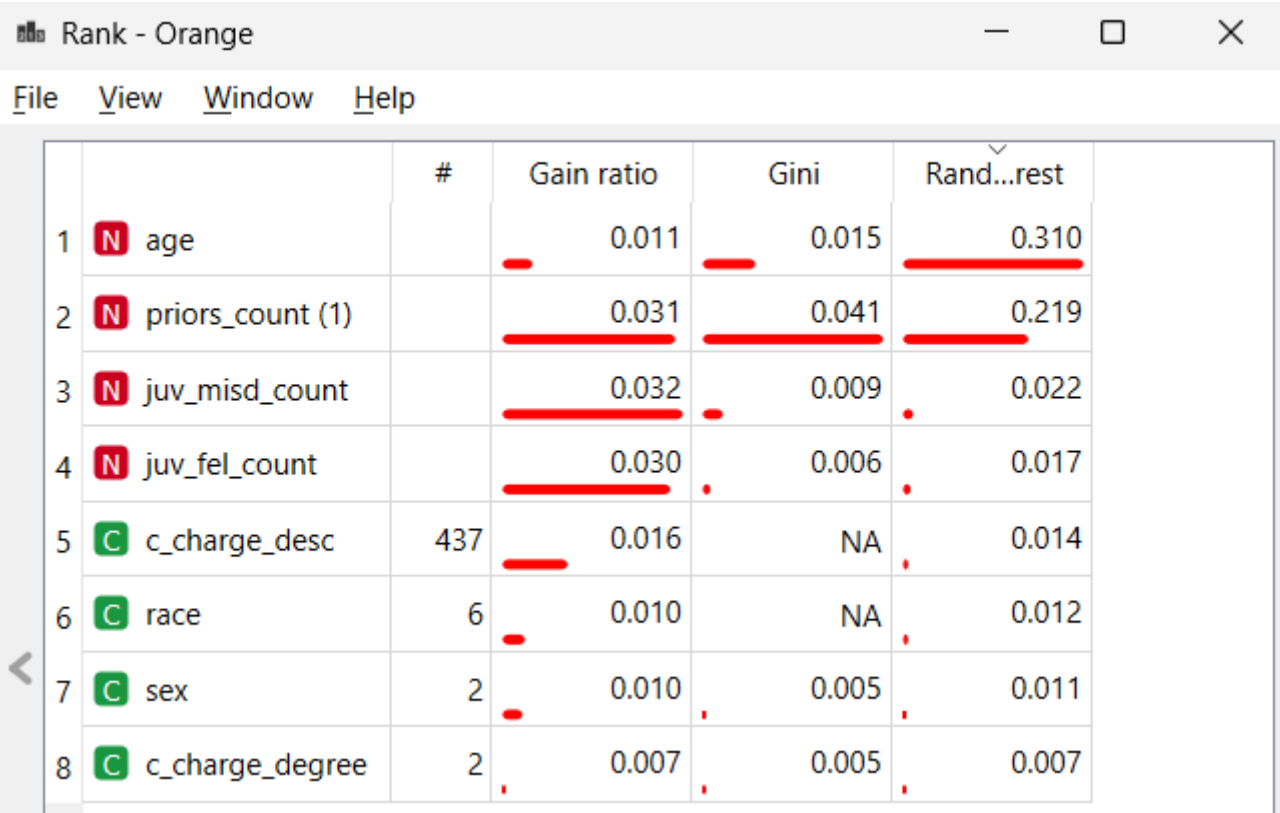 Rank - Orange
File View Window Help
# Gain ratio Gini Rand...rest
1 N age 0.011 0.015 0.310
2 N priors_count (1) 0.031 0.041 0.219
3 N juv_misd_count 0.032 0.009 0.022
4 N juv_fel_count 0.030 0.006 0.017
5 C c_charge_desc 437 0.016 NA 0.014
6 C race 6 0.010 NA 0.012
7 C sex 2 0.010 0.005 0.011
8 C c_charge_degree 2 0.007 0.005 0.007